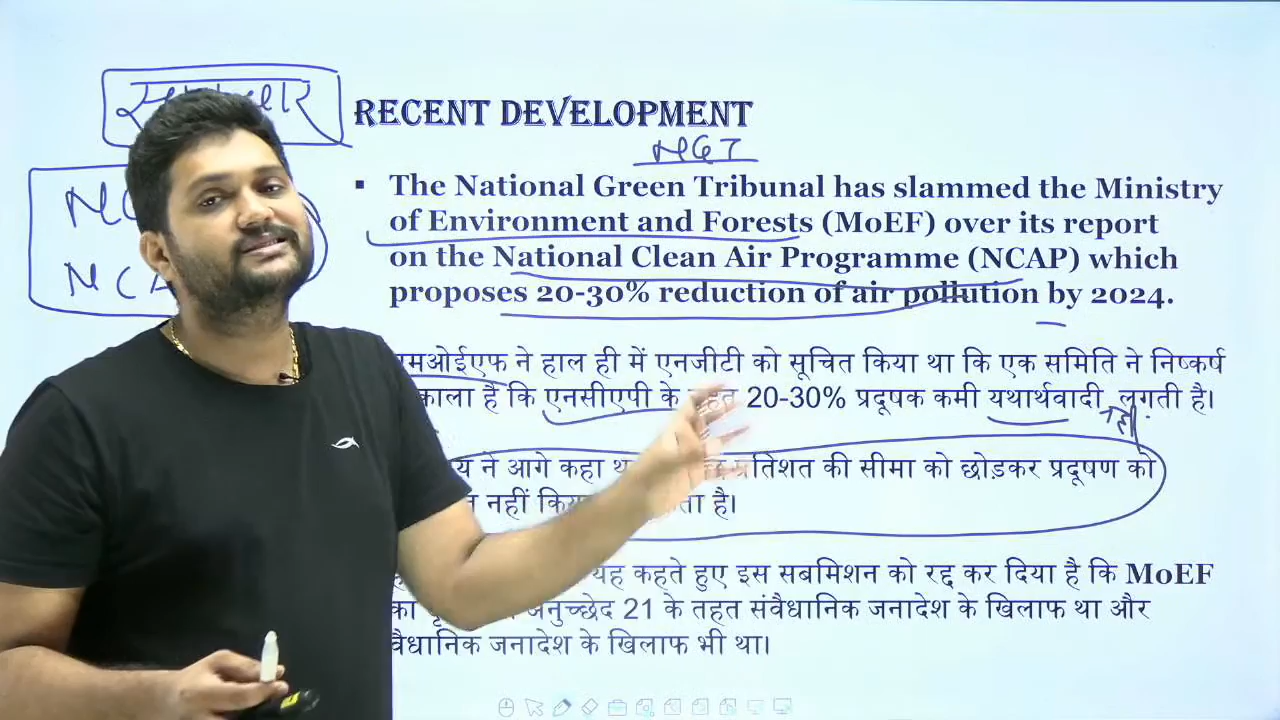 RECENT DEVELOPMENT
NGT
The National Green Tribunal has slammed the Ministry
of Environment and Forests (MoEF) over its report
on the National Clean Air Programme (NCAP) which
proposes 20-30% reduction of air pollution by 2024.
ने हाल ही में एनजीटी को सूचित किया था कि एक समिति ने निष्कर्ष
है कि एनसीएपी के 20-30% प्रदूषक कमी यथार्थवादी लगती है।
नहीं
ने आगे कहा प्रतिशत की सीमा को छोड़कर प्रदूषण को
नहीं है।
यह कहते हुए इस सबमिशन को रद्द कर दिया है कि MoEF
का अनुच्छेद 21 के तहत संवैधानिक जनादेश के खिलाफ था और
जनादेश के खिलाफ भी था।